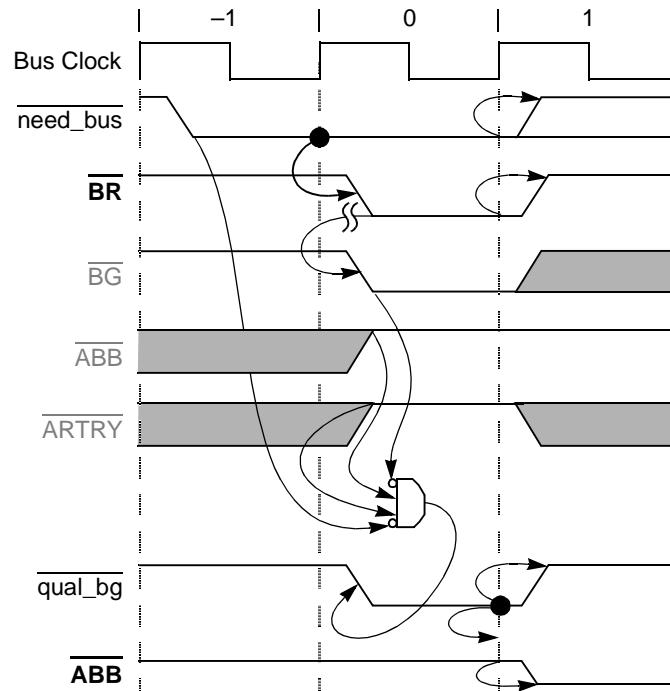 –1 0 1
Bus Clock
need_bus
BR
BG
ABB
ARTRY
qual_bg
ABB